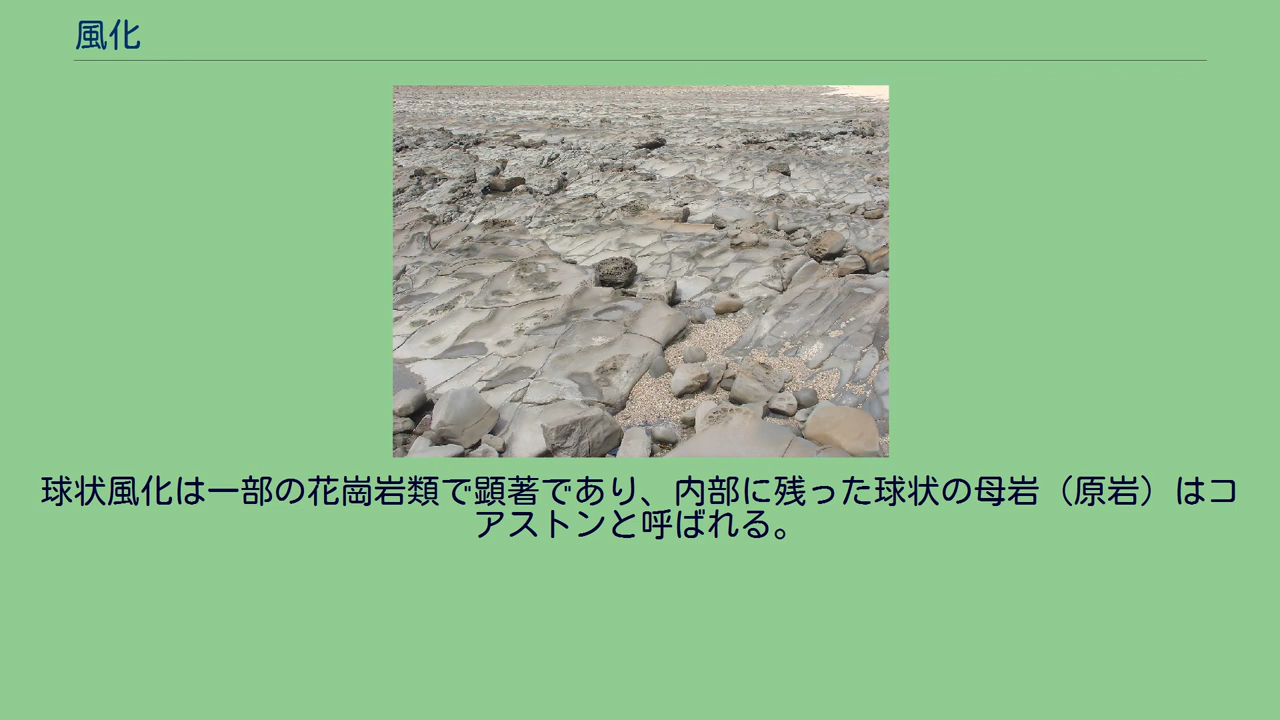 風化
球状風化は一部の花崗岩類で顕著であり、内部に残った球状の母岩（原岩）はコ
アストンと呼ばれる。